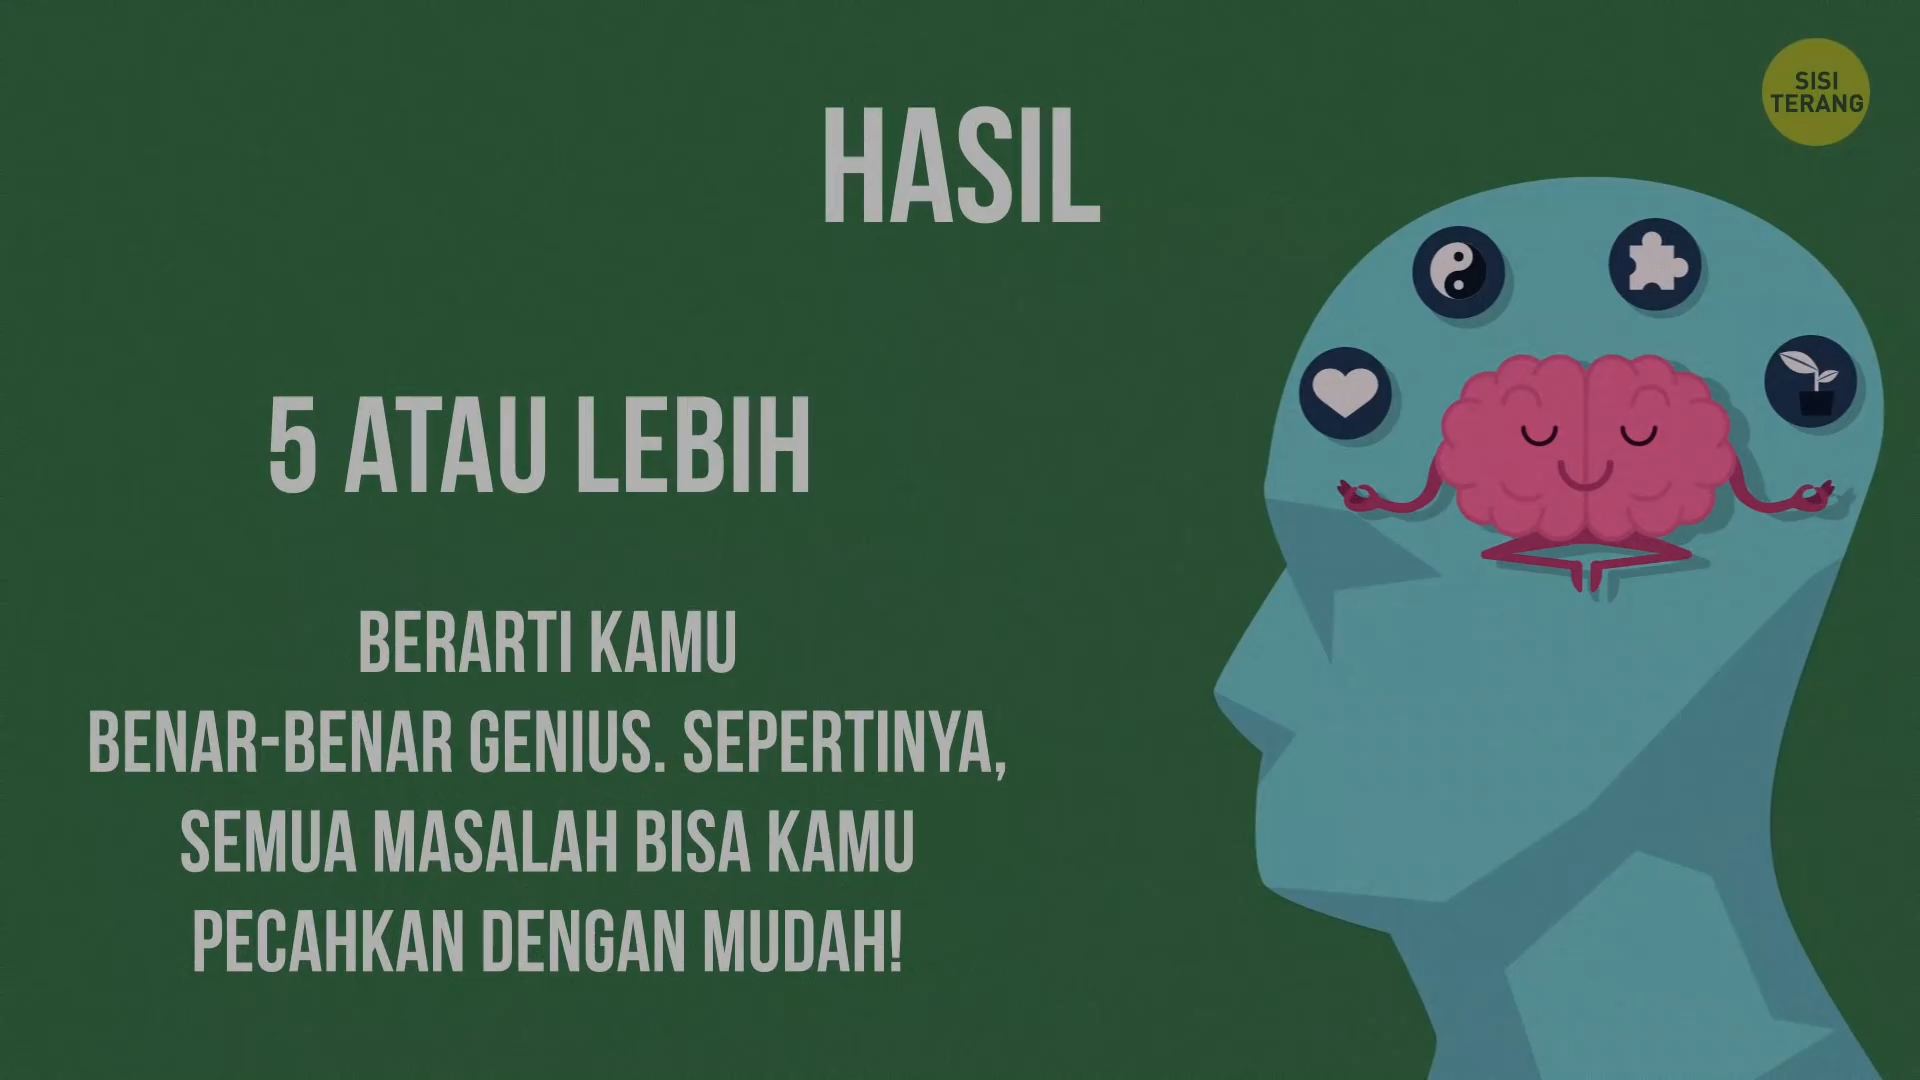 SISI
TERANG
HASIL
5 ATAU LEBIH
BERARTI KAMU
BENAR-BENAR GENIUS. SEPERTINYA,
SEMUA MASALAH BISA KAMU
PECAHKAN DENGAN MUDAH!